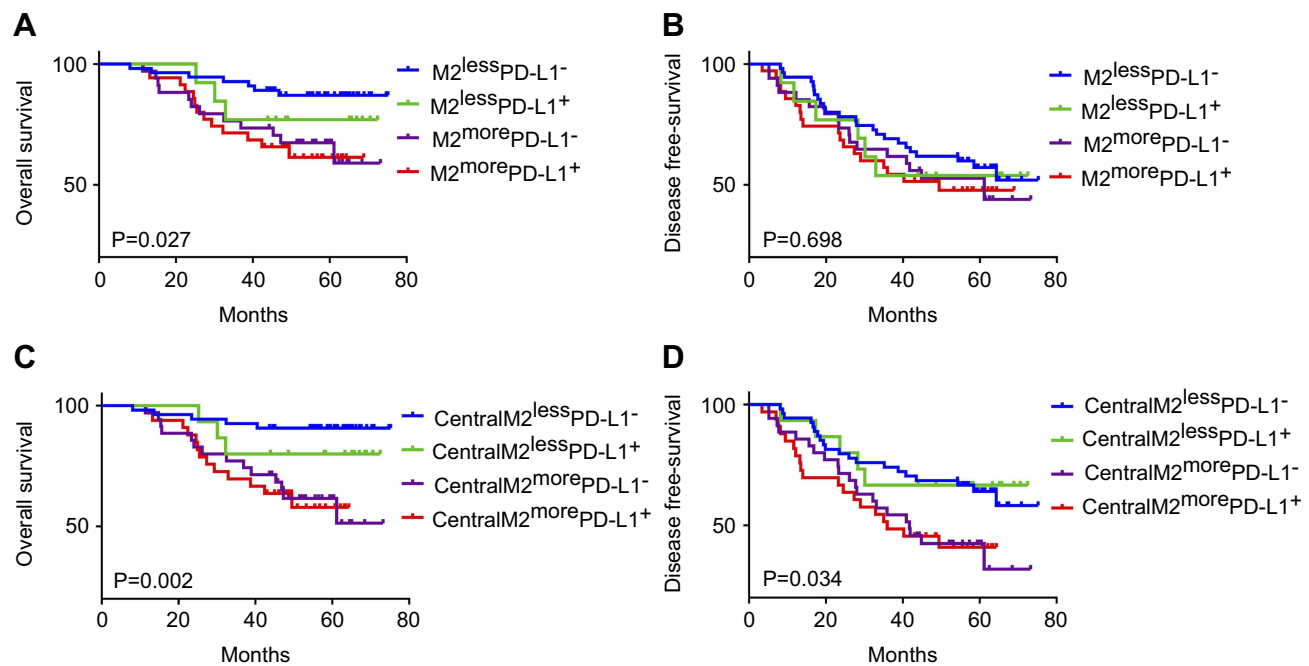 A
Overall survival
100
50
0 20 40 60 80
Months
P=0.027
M2lessPD-L1-
M2lessPD-L1+
M2morePD-L1-
M2morePD-L1+
B
Disease free-survival
100
50
0 20 40 60 80
Months
P=0.698
M2lessPD-L1-
M2lessPD-L1+
M2morePD-L1-
M2morePD-L1+
C
Overall survival
100
50
0 20 40 60 80
Months
P=0.002
CentralM2lessPD-L1-
CentralM2lessPD-L1+
CentralM2morePD-L1-
CentralM2morePD-L1+
D
Disease free-survival
100
50
0 20 40 60 80
Months
P=0.034
CentralM2lessPD-L1-
CentralM2lessPD-L1+
CentralM2morePD-L1-
CentralM2morePD-L1+